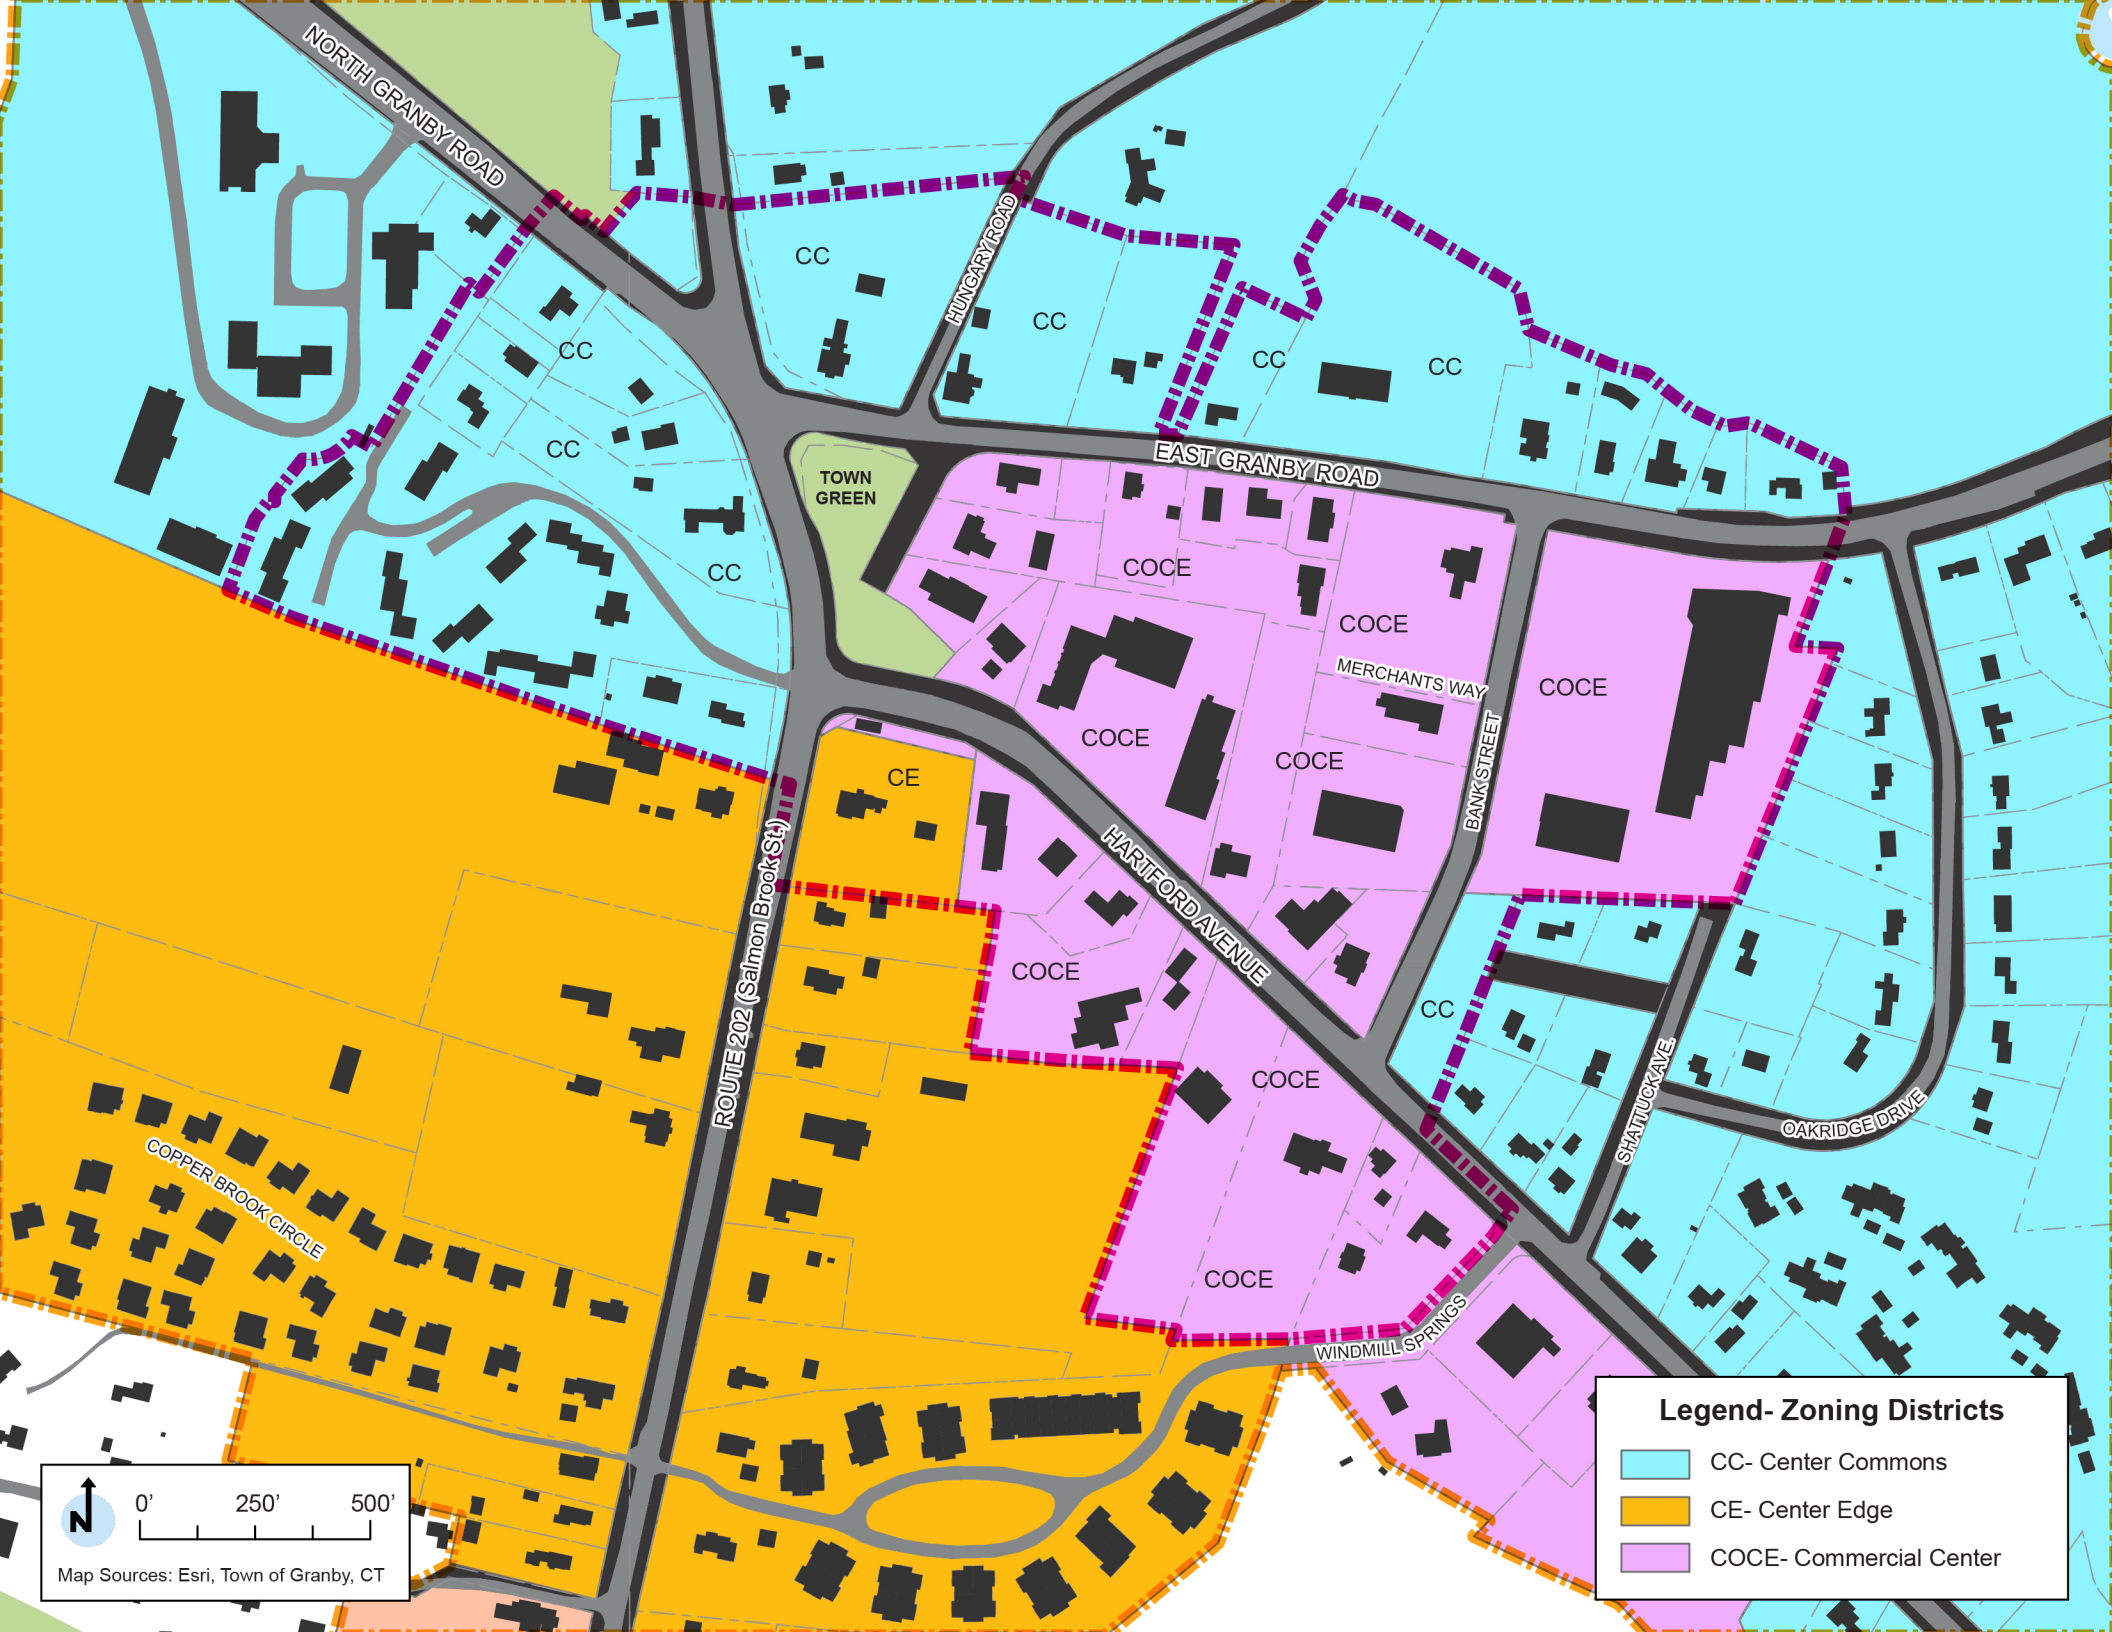 NORTH GRANBY ROAD
HUNGARY ROAD
CC
CC
CC
CC
CC
CC
CC
EAST GRANBY ROAD
TOWN
GREEN
COCE
COCE
MERCHANTS WAY
COCE
COCE
COCE
BANK STREET
CE
ROUTE 202 (Salmon Brook St.)
HARTFORD AVENUE
COCE
CC
COCE
SHATTUCK AVE.
OAKRIDGE DRIVE
COPPER BROOK CIRCLE
COCE
WINDMILL SPRINGS
Legend- Zoning Districts
CC- Center Commons
CE- Center Edge
COCE- Commercial Center
N
0’ 250’ 500’
Map Sources: Esri, Town of Granby, CT